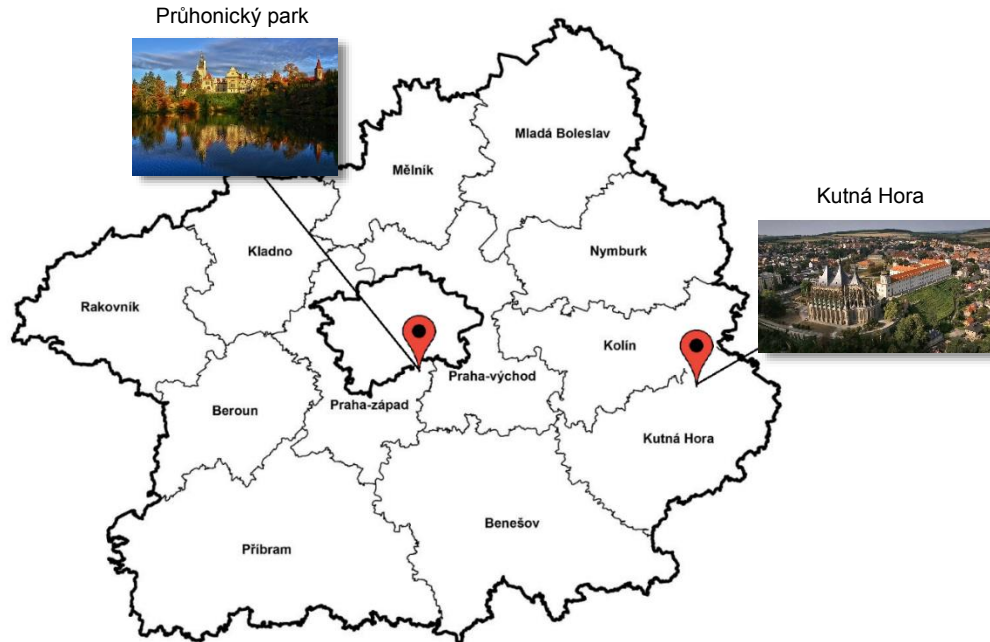 Průhonický park
Mladá Boleslav
Mělník
Kutná Hora
Nymburk
Kladno
Rakovník
Kolín
Praha-východ
Beroun
Praha-západ
Kutná Hora
Benešov
Příbram